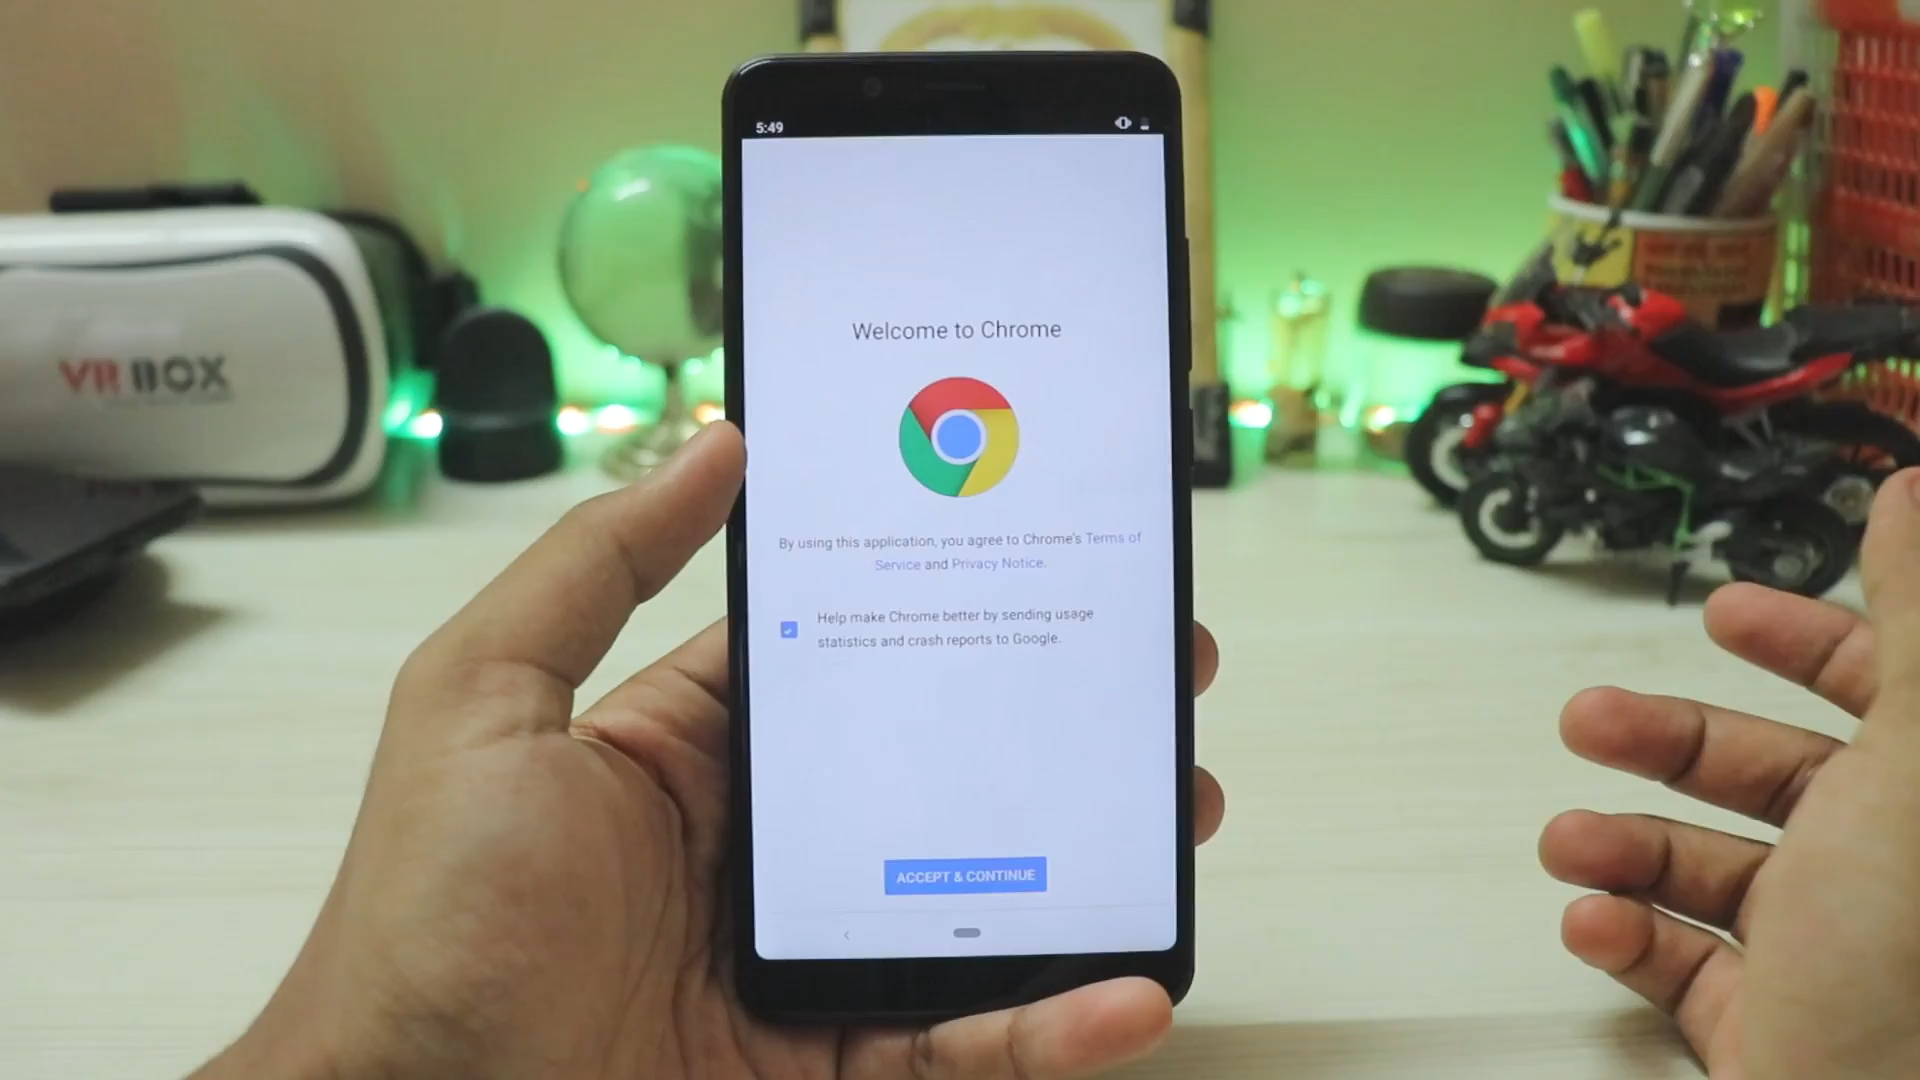 5:49
VR BOX
Welcome to Chrome
By using this application, you agree to Chrome's Terms of
Service and Privacy Notice.
Help make Chrome better by sending usage
statistics and crash reports to Google.
ACCEPT & CONTINUE